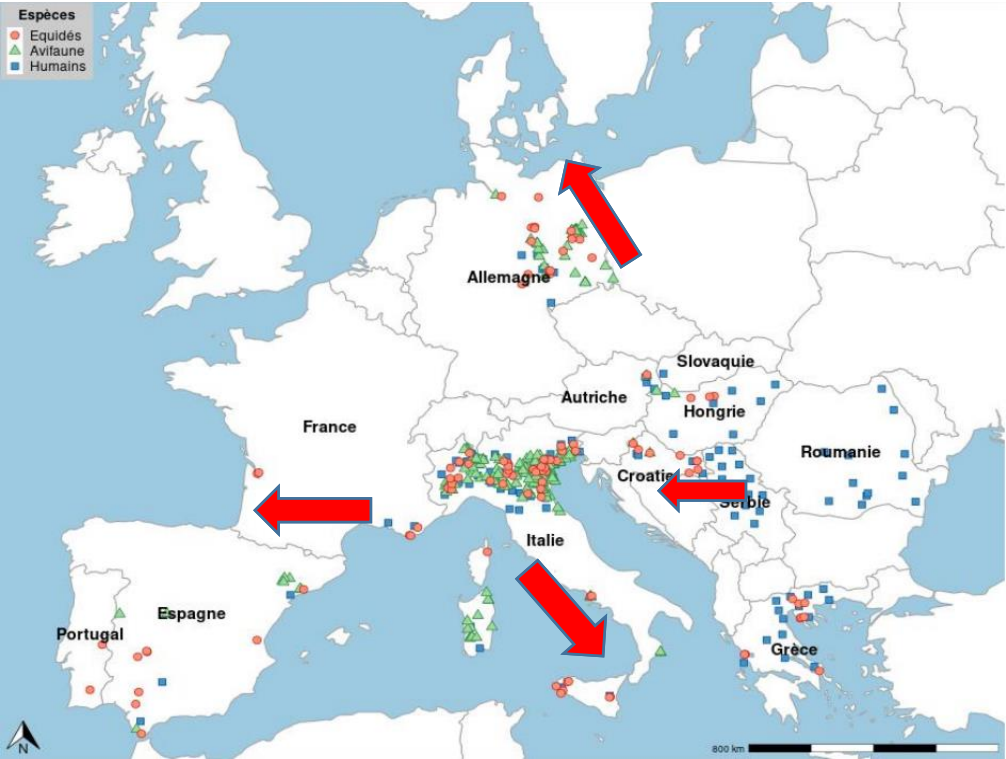 Espèces
Equidés
Avifaune
Humains
Allemagne
Slovaquie
Autriche
Hongrie
France
Roumanie
Croatie
Serbie
Italie
Espagne
Portugal
Grèce
N
800 km